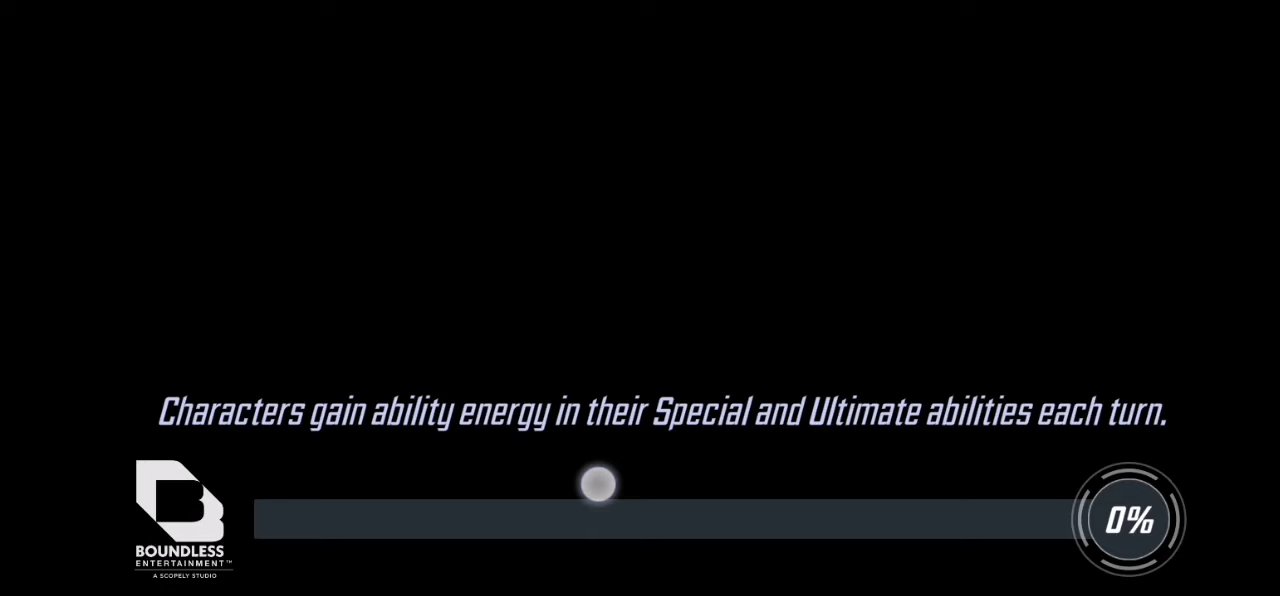 Characters gain ability energy in their Special and Ultimate abilities each turn.
0%
BOUNDLESS
ENTERTAINMENT™
A SCOPELY STUDIO